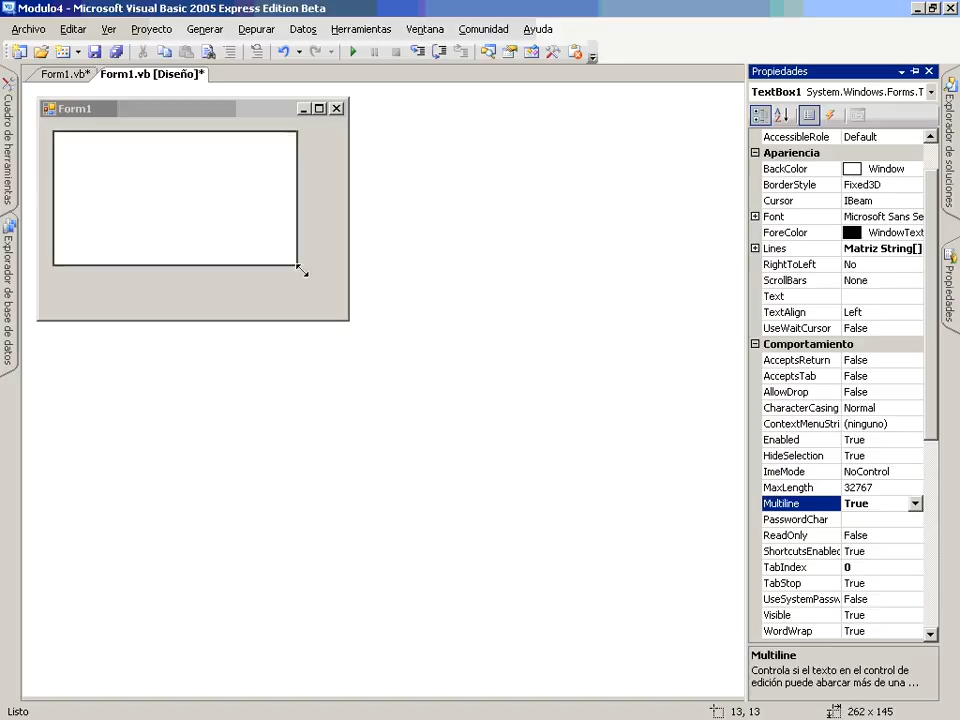 Modulo4 - Microsoft Visual Basic 2005 Express Edition Beta
Archivo Editar Ver Proyecto Generar Depurar Datos Herramientas Ventana Comunidad Ayuda
Form1.vb* Form1.vb [Diseño]*
Cuadro de herramientas
Explorador de base de datos
Form1
Propiedades
TextBox1 System.Windows.Forms.T
AccessibleRole Default
Apariencia
BackColor Window
BorderStyle Fixed3D
Cursor IBeam
Font Microsoft Sans Se
ForeColor WindowText
Lines Matriz String[]
RightToLeft No
ScrollBars None
Text
TextAlign Left
UseWaitCursor False
Comportamiento
AcceptsReturn False
AcceptsTab False
AllowDrop False
CharacterCasing Normal
ContextMenuStri (ninguno)
Enabled True
HideSelection True
ImeMode NoControl
MaxLength 32767
Multiline True
PasswordChar
ReadOnly False
ShortcutsEnabled True
TabIndex 0
TabStop True
UseSystemPassw False
Visible True
WordWrap True
Multiline
Controla si el texto en el control de
edición puede abarcar más de una ...
Explorador de soluciones
Propiedades
Listo 13, 13 262 x 145